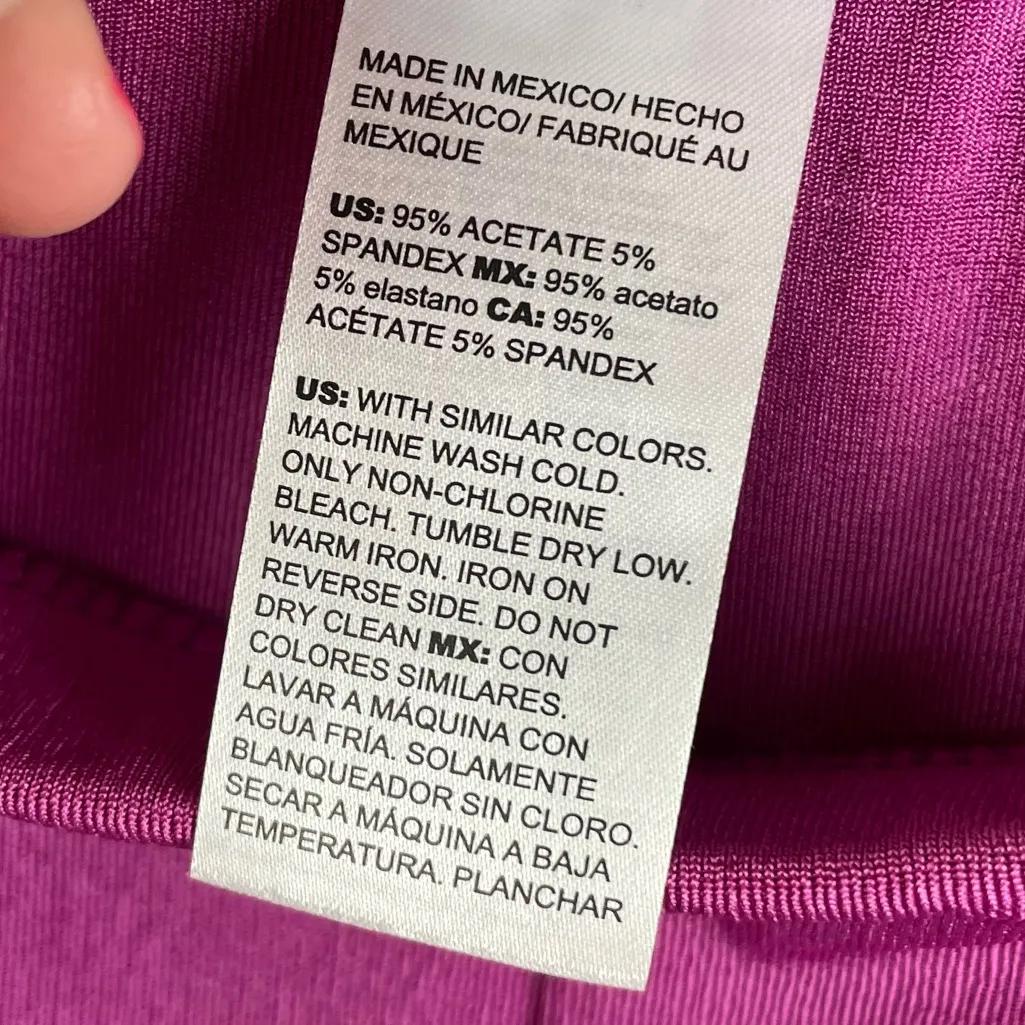 MADE IN MEXICO/ HECHO
EN MÉXICO/ FABRIQUÉ AU
MEXIQUE
US: 95% ACETATE 5%
SPANDEX MX: 95% acetato
5% elastano CA: 95%
ACÉTATE 5% SPANDEX
US: WITH SIMILAR COLORS.
MACHINE WASH COLD.
ONLY NON-CHLORINE
BLEACH. TUMBLE DRY LOW.
WARM IRON. IRON ON
REVERSE SIDE. DO NOT
DRY CLEAN MX: CON
COLORES SIMILARES.
LAVAR A MÁQUINA CON
AGUA FRÍA. SOLAMENTE
BLANQUEADOR SIN CLORO.
SECAR A MÁQUINA A BAJA
TEMPERATURA. PLANCHAR